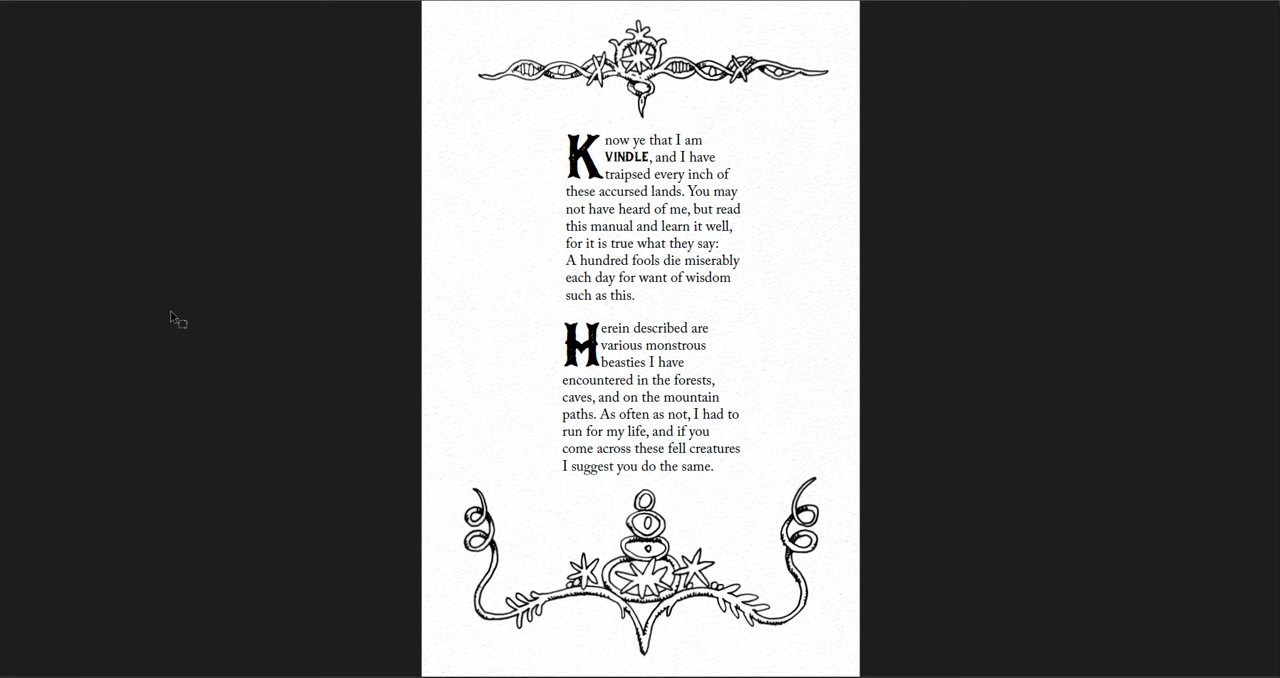 Know ye that I am
VINDLE, and I have
traipsed every inch of
these accursed lands. You may
not have heard of me, but read
this manual and learn it well,
for it is true what they say:
A hundred fools die miserably
each day for want of wisdom
such as this.
Herein described are
various monstrous
beasties I have
encountered in the forests,
caves, and on the mountain
paths. As often as not, I had to
run for my life, and if you
come across these fell creatures
I suggest you do the same.